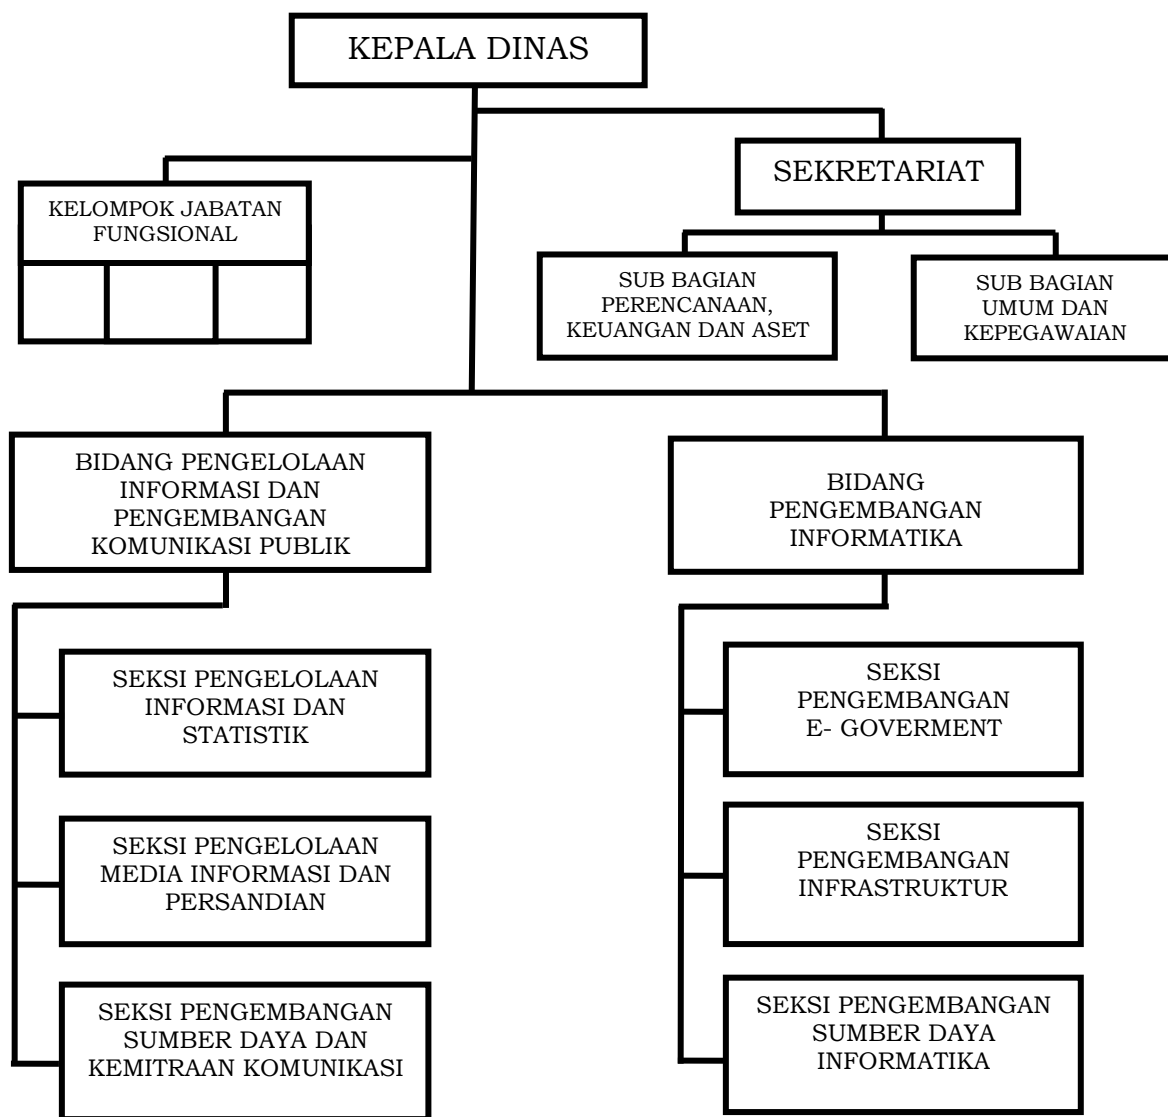 KEPALA DINAS
SEKRETARIAT
KELOMPOK JABATAN
FUNGSIONAL
SUB BAGIAN
PERENCANAAN,
KEUANGAN DAN ASET
SUB BAGIAN
UMUM DAN
KEPEGAWAIAN
BIDANG PENGELOLAAN
INFORMASI DAN
PENGEMBANGAN
KOMUNIKASI PUBLIK
BIDANG
PENGEMBANGAN
INFORMATIKA
SEKSI PENGELOLAAN
INFORMASI DAN
STATISTIK
SEKSI PENGELOLAAN
MEDIA INFORMASI DAN
PERSANDIAN
SEKSI PENGEMBANGAN
SUMBER DAYA DAN
KEMITRAAN KOMUNIKASI
SEKSI
PENGEMBANGAN
E- GOVERMENT
SEKSI
PENGEMBANGAN
INFRASTRUKTUR
SEKSI PENGEMBANGAN
SUMBER DAYA
INFORMATIKA